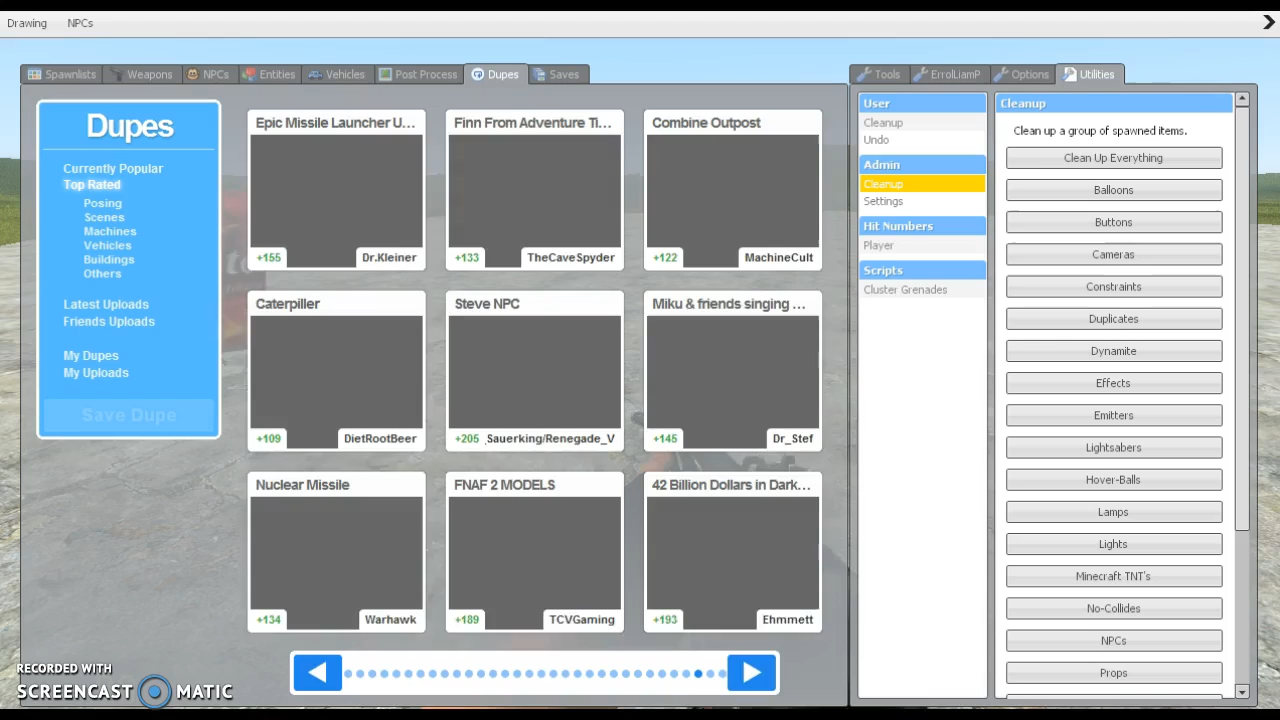 Drawing NPCs
Spawnlists Weapons NPCs Entities Vehicles Post Process Dupes Saves
Dupes
Currently Popular
Top Rated
Posing
Scenes
Machines
Vehicles
Buildings
Others
Latest Uploads
Friends Uploads
My Dupes
My Uploads
Save Dupe
Epic Missile Launcher U... Finn From Adventure Ti... Combine Outpost
+155 Dr.Kleiner +133 TheCaveSpyder +122 MachineCult
Caterpiller Steve NPC Miku & friends singing ...
+109 DietRootBeer +205 _Sauerking/Renegade_V +145 Dr_Stef
Nuclear Missile FNAF 2 MODELS 42 Billion Dollars in Dark...
+134 Warhawk +189 TCVGaming +193 Ehmmett
Tools ErrolLiamP Options Utilities
User
Cleanup
Undo
Admin
Cleanup
Settings
Hit Numbers
Player
Scripts
Cluster Grenades
Cleanup
Clean up a group of spawned items.
Clean Up Everything
Balloons
Buttons
Cameras
Constraints
Duplicates
Dynamite
Effects
Emitters
Lightsabers
Hover-Balls
Lamps
Lights
Minecraft TNT's
No-Collides
NPCs
Props
RECORDED WITH
SCREENCAST MATIC